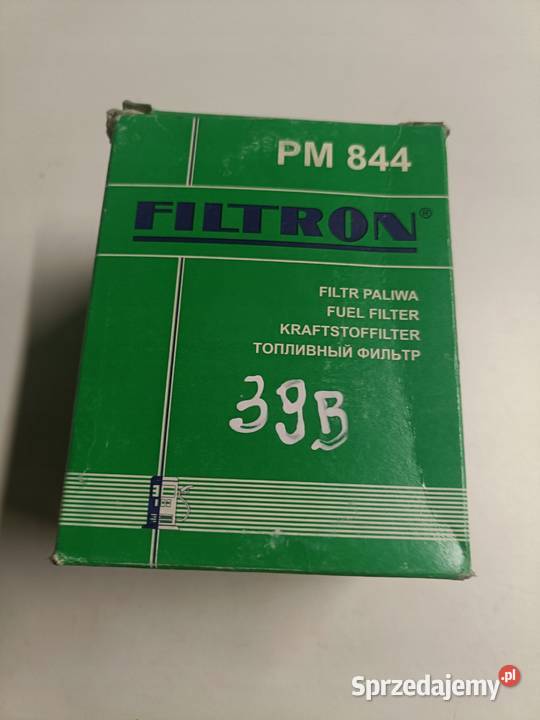 PM 844
FILTRON®
FILTR PALIWA
FUEL FILTER
KRAFTSTOFFILTER
ТОПЛИВНЫЙ ФИЛЬТР
39B
Sprzedajemy.pl